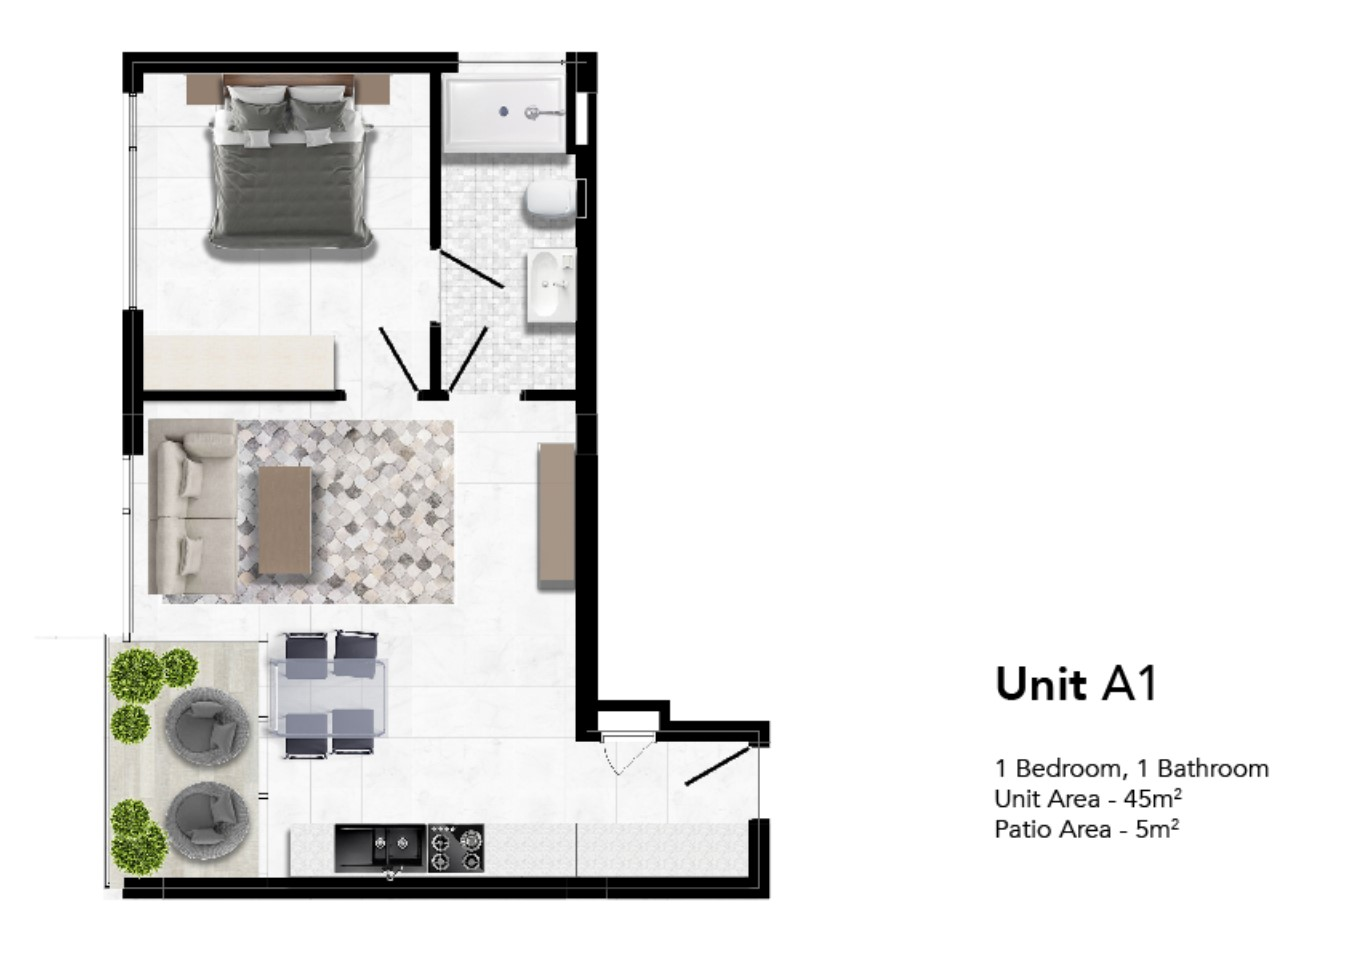 Unit A1
1 Bedroom, 1 Bathroom
Unit Area - 45m²
Patio Area - 5m²